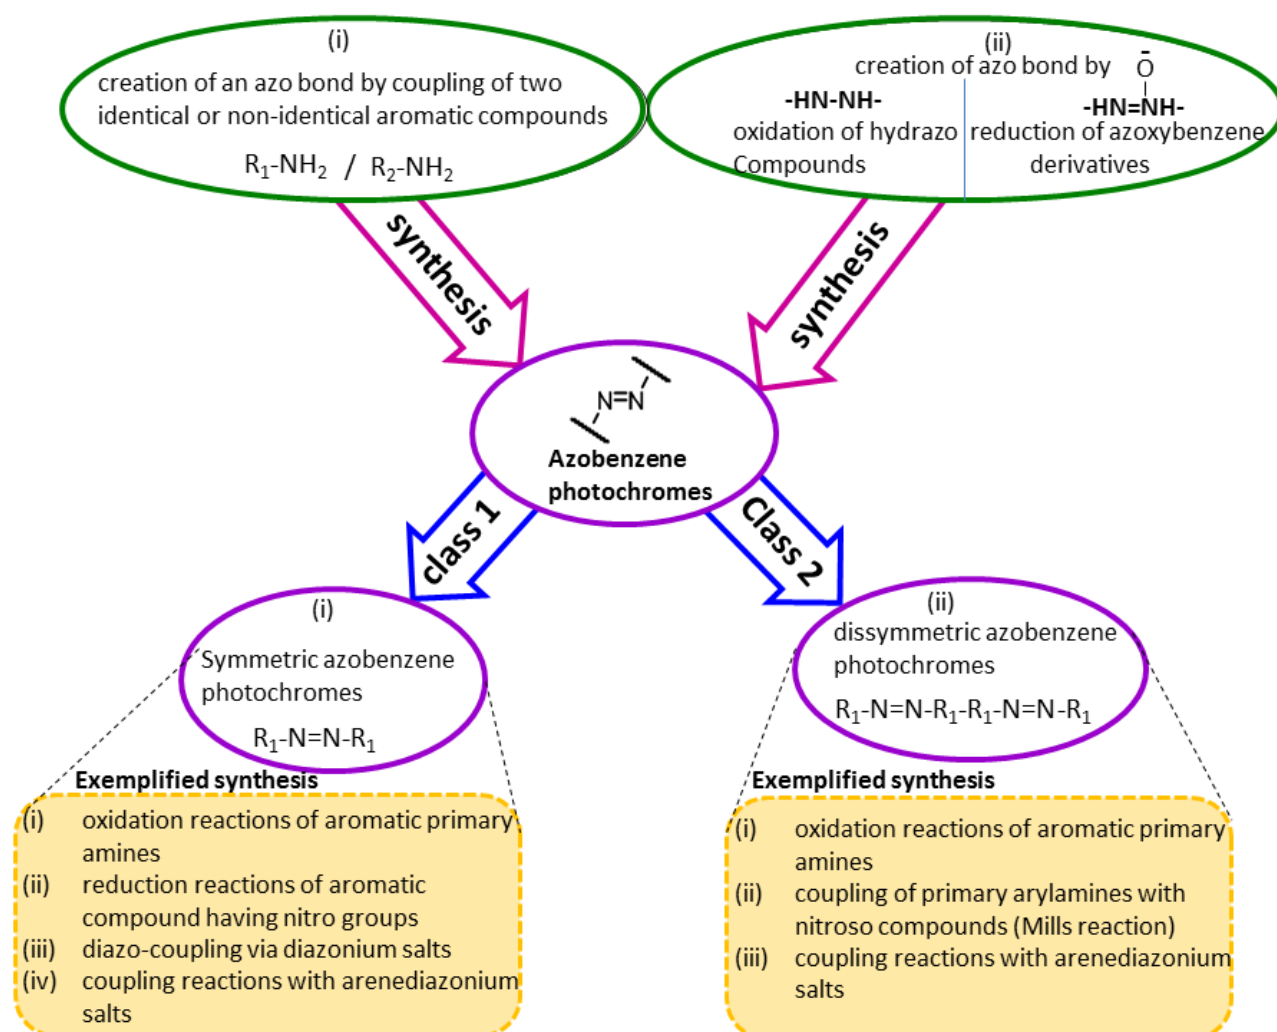 (i)
creation of an azo bond by coupling of two
identical or non-identical aromatic compounds
R₁-NH₂ / R₂-NH₂
(ii)
creation of azo bond by
-HN-NH-
oxidation of hydrazo
Compounds
Ō
-HN=NH-
reduction of azoxybenzene
derivatives
synthesis
synthesis
N=N
Azobenzene
photochromes
class 1
Class 2
(i)
Symmetric azobenzene
photochromes
R₁-N=N-R₁
(ii)
dissymmetric azobenzene
photochromes
R₁-N=N-R₁-R₁-N=N-R₁
Exemplified synthesis
(i) oxidation reactions of aromatic primary
amines
(ii) reduction reactions of aromatic
compound having nitro groups
(iii) diazo-coupling via diazonium salts
(iv) coupling reactions with arenediazonium
salts
Exemplified synthesis
(i) oxidation reactions of aromatic primary
amines
(ii) coupling of primary arylamines with
nitroso compounds (Mills reaction)
(iii) coupling reactions with arenediazonium
salts